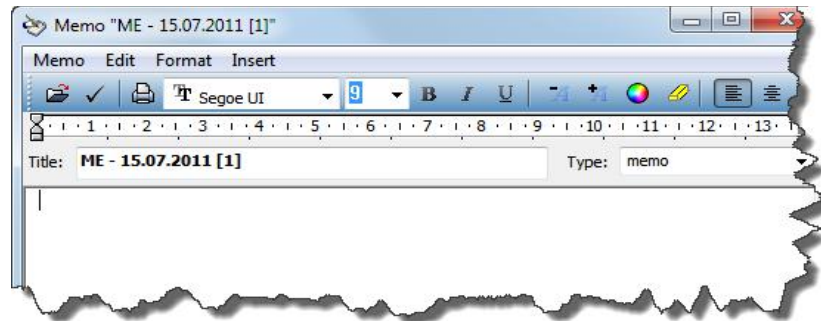 Memo "ME - 15.07.2011 [1]"
Memo Edit Format Insert
Segoe UI 9 B I U
1 2 3 4 5 6 7 8 9 10 11 12 13
Title: ME - 15.07.2011 [1] Type: memo